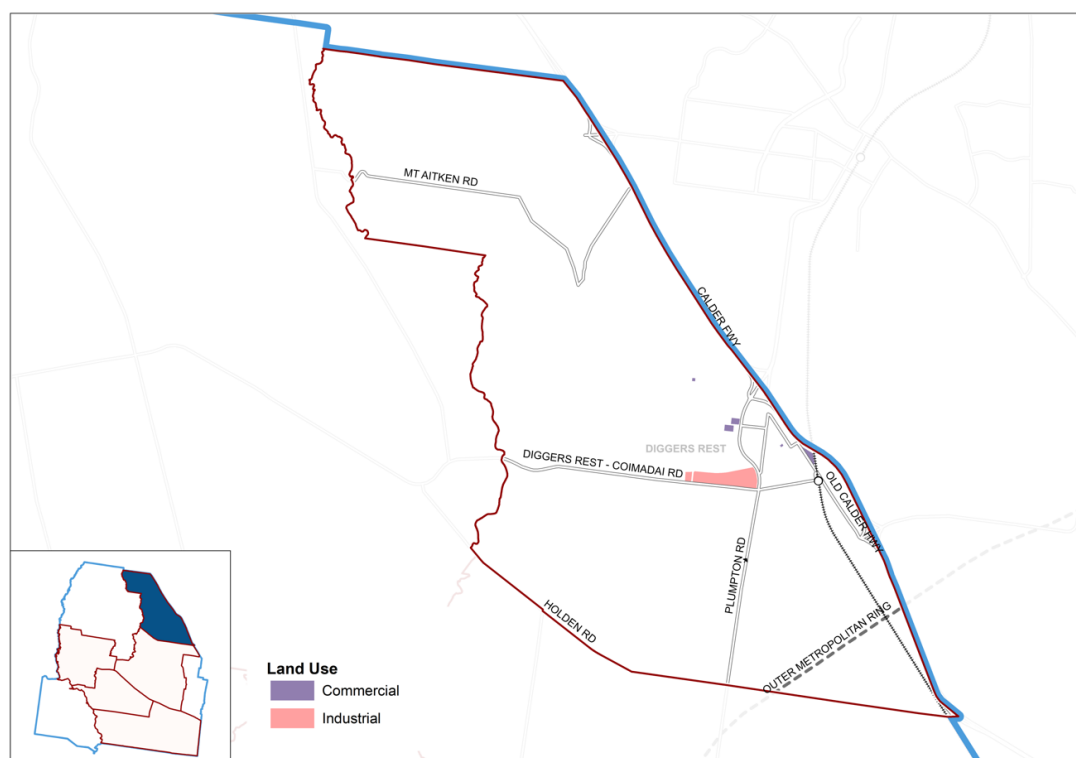 MT AITKEN RD
CALDER FWY
DIGGERS REST
DIGGERS REST - COIMADAI RD
OLD CALDER HWY
PLUMPTON RD
HOLDEN RD
OUTER METROPOLITAN RING
Land Use
Commercial
Industrial